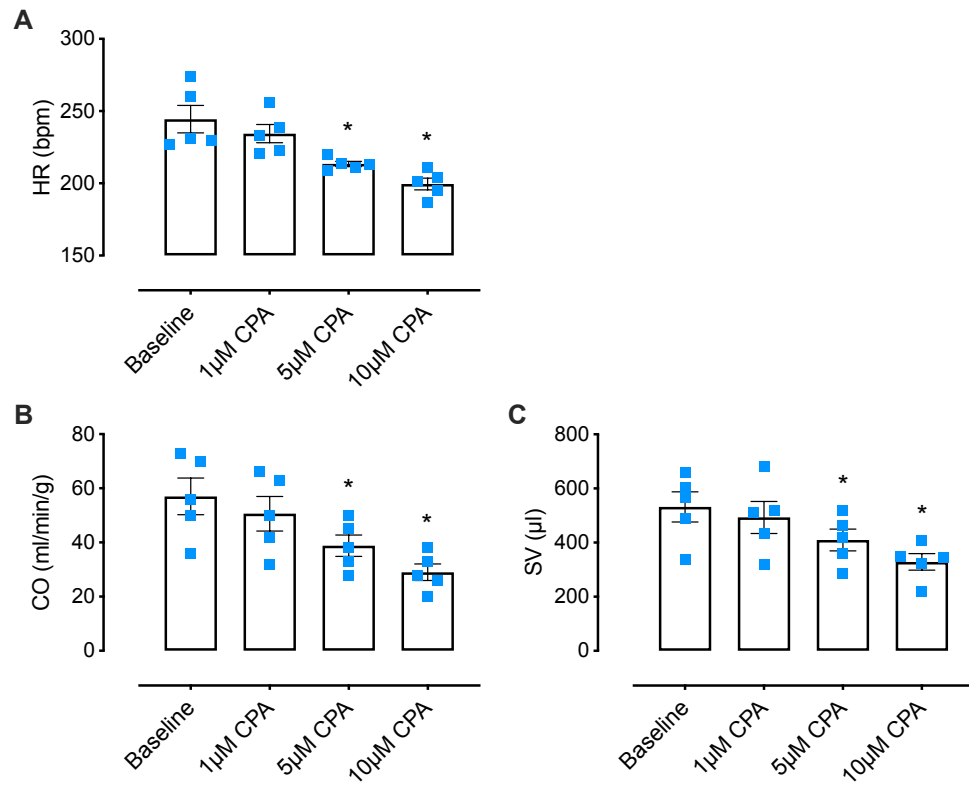 A
300
250
200
150
HR (bpm)
* *
Baseline 1µM CPA 5µM CPA 10µM CPA
B
80
60
40
20
0
CO (ml/min/g)
* *
Baseline 1µM CPA 5µM CPA 10µM CPA
C
800
600
400
200
0
SV (µl)
* *
Baseline 1µM CPA 5µM CPA 10µM CPA